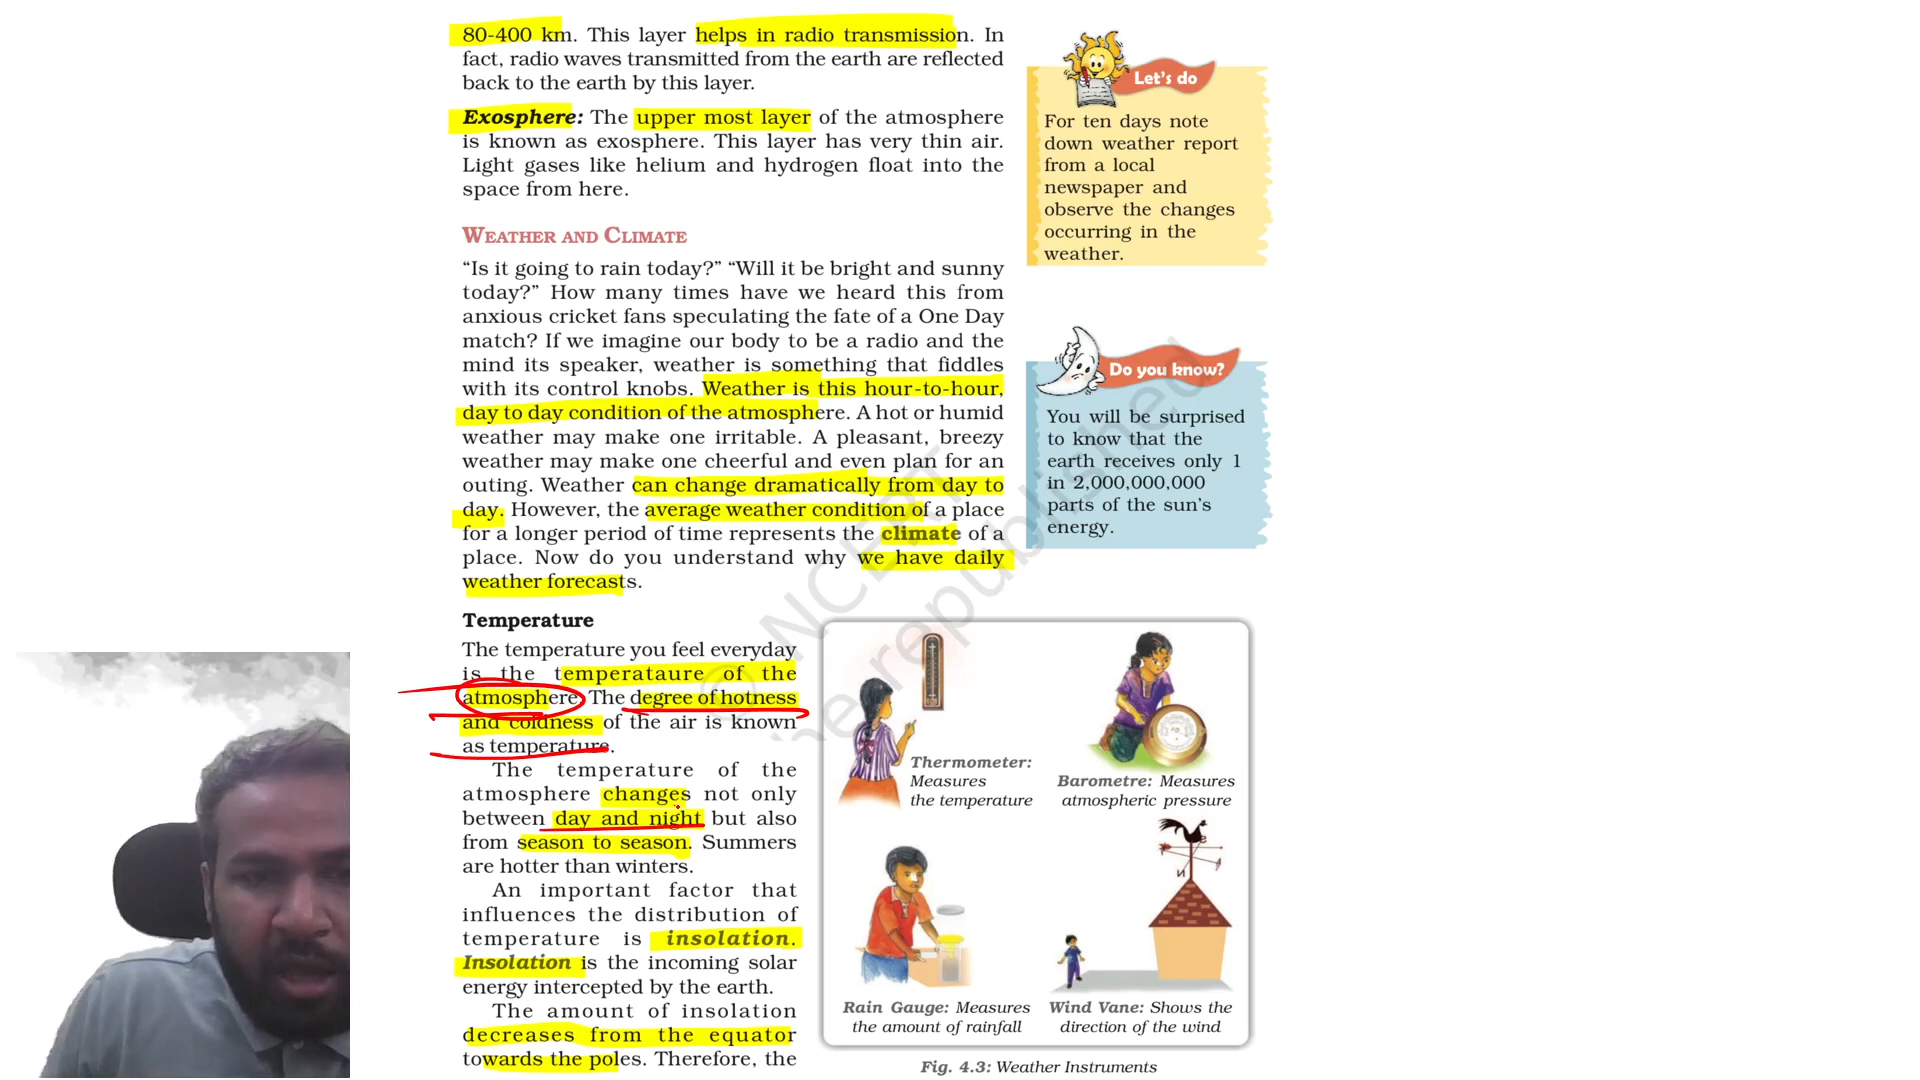 80-400 km. This layer helps in radio transmission. In
fact, radio waves transmitted from the earth are reflected
back to the earth by this layer.
Exosphere: The upper most layer of the atmosphere
is known as exosphere. This layer has very thin air.
Light gases like helium and hydrogen float into the
space from here.
WEATHER AND CLIMATE
“Is it going to rain today?” “Will it be bright and sunny
today?” How many times have we heard this from
anxious cricket fans speculating the fate of a One Day
match? If we imagine our body to be a radio and the
mind its speaker, weather is something that fiddles
with its control knobs. Weather is this hour-to-hour,
day to day condition of the atmosphere. A hot or humid
weather may make one irritable. A pleasant, breezy
weather may make one cheerful and even plan for an
outing. Weather can change dramatically from day to
day. However, the average weather condition of a place
for a longer period of time represents the climate of a
place. Now do you understand why we have daily
weather forecasts.
Temperature
The temperature you feel everyday
is the temperataure of the
atmosphere. The degree of hotness
and coldness of the air is known
as temperature.
The temperature of the
atmosphere changes not only
between day and night but also
from season to season. Summers
are hotter than winters.
An important factor that
influences the distribution of
temperature is insolation.
Insolation is the incoming solar
energy intercepted by the earth.
The amount of insolation
decreases from the equator
towards the poles. Therefore, the
Let's do
For ten days note
down weather report
from a local
newspaper and
observe the changes
occurring in the
weather.
Do you know?
You will be surprised
to know that the
earth receives only 1
in 2,000,000,000
parts of the sun's
energy.
Thermometer:
Measures
the temperature
Barometre: Measures
atmospheric pressure
Rain Gauge: Measures
the amount of rainfall
Wind Vane: Shows the
direction of the wind
Fig. 4.3: Weather Instruments
© NCERT
be republished